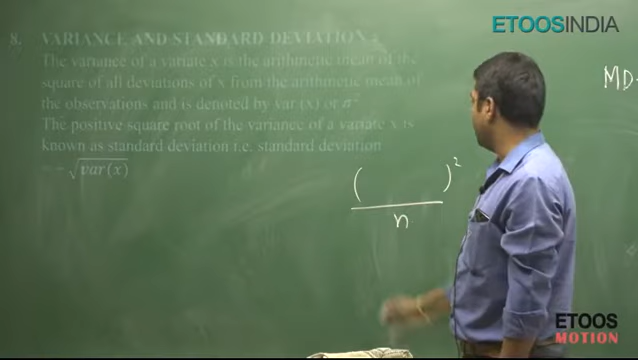 ETOOSINDIA
8. VARIANCE AND STANDARD DEVIATION :
The variance of a variate x is the arithmetic mean of the
square of all deviations of x from the arithmetic mean of
the observations and is denoted by var (x) or σ²
The positive square root of the variance of a variate x is
known as standard deviation i.e. standard deviation
= + √var(x)
MD
( )²
n
ETOOS
MOTION